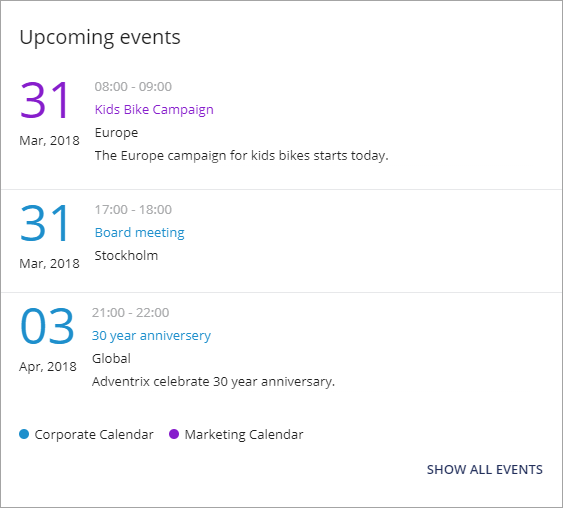 Upcoming events
31
Mar, 2018
08:00 - 09:00
Kids Bike Campaign
Europe
The Europe campaign for kids bikes starts today.
31
Mar, 2018
17:00 - 18:00
Board meeting
Stockholm
03
Apr, 2018
21:00 - 22:00
30 year anniversery
Global
Adventrix celebrate 30 year anniversary.
Corporate Calendar Marketing Calendar
SHOW ALL EVENTS